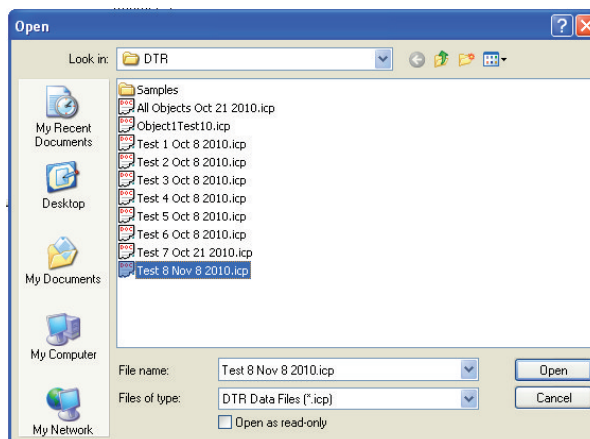 Open
Look in:
DTR
Samples
All Objects Oct 21 2010.icp
Object1Test10.icp
Test 1 Oct 8 2010.icp
Test 2 Oct 8 2010.icp
Test 3 Oct 8 2010.icp
Test 4 Oct 8 2010.icp
Test 5 Oct 8 2010.icp
Test 6 Oct 8 2010.icp
Test 7 Oct 21 2010.icp
Test 8 Nov 8 2010.icp
My Recent
Documents
Desktop
My Documents
My Computer
My Network
File name:
Test 8 Nov 8 2010.icp
Open
Files of type:
DTR Data Files (*.icp)
Cancel
Open as read-only